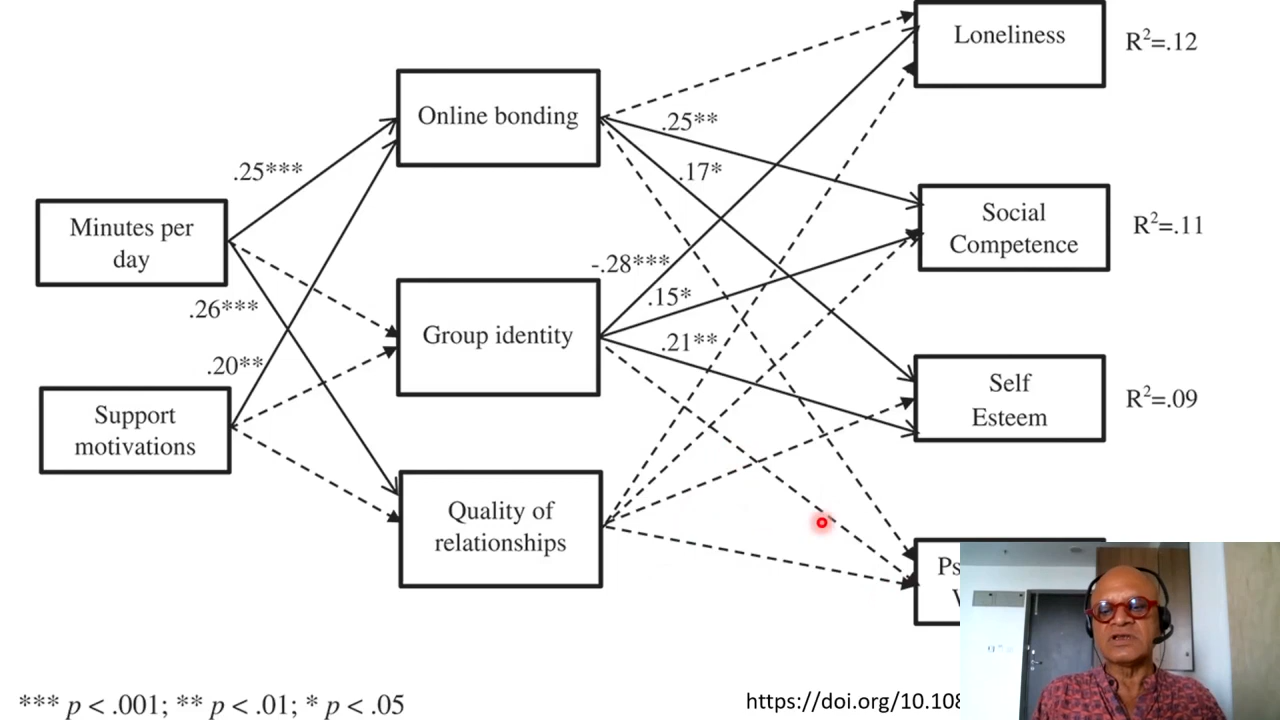 Loneliness
R²=.12
Online bonding
.25**
.17*
.25***
Minutes per
day
Social
Competence
R²=.11
-.28***
.15*
.26***
Group identity
.21**
.20**
Self
Esteem
R²=.09
Support
motivations
Quality of
relationships
*** p < .001; ** p < .01; * p < .05
https://doi.org/10.108